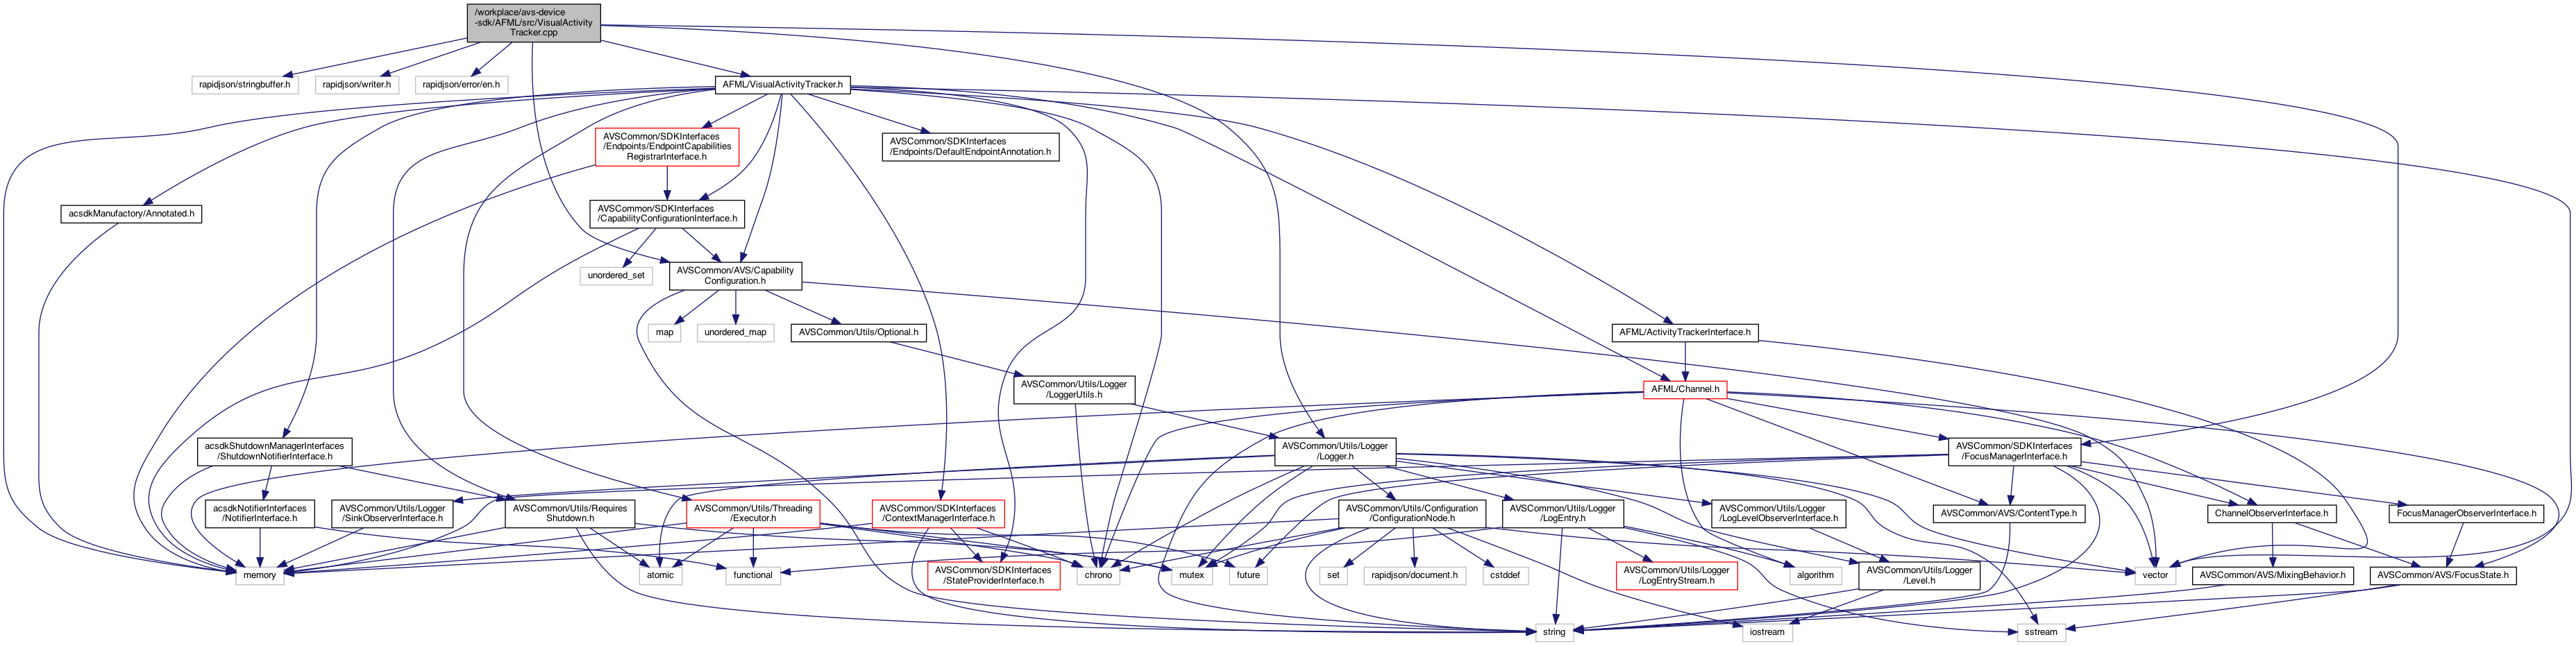 /workplace/avs-device
-sdk/AFML/src/VisualActivity
Tracker.cpp
rapidjson/stringbuffer.h
rapidjson/writer.h
rapidjson/error/en.h
AFML/VisualActivityTracker.h
AVSCommon/SDKInterfaces
/Endpoints/EndpointCapabilities
RegistrarInterface.h
AVSCommon/SDKInterfaces
/Endpoints/DefaultEndpointAnnotation.h
acsdkManufactory/Annotated.h
AVSCommon/SDKInterfaces
/CapabilityConfigurationInterface.h
unordered_set
AVSCommon/AVS/Capability
Configuration.h
map
unordered_map
AVSCommon/Utils/Optional.h
AFML/ActivityTrackerInterface.h
AVSCommon/Utils/Logger
/LoggerUtils.h
AFML/Channel.h
acsdkShutdownManagerInterfaces
/ShutdownNotifierInterface.h
AVSCommon/Utils/Logger
/Logger.h
AVSCommon/SDKInterfaces
/FocusManagerInterface.h
acsdkNotifierInterfaces
/NotifierInterface.h
AVSCommon/Utils/Logger
/SinkObserverInterface.h
AVSCommon/Utils/Requires
Shutdown.h
AVSCommon/Utils/Threading
/Executor.h
AVSCommon/SDKInterfaces
/ContextManagerInterface.h
AVSCommon/Utils/Configuration
/ConfigurationNode.h
AVSCommon/Utils/Logger
/LogEntry.h
AVSCommon/Utils/Logger
/LogLevelObserverInterface.h
AVSCommon/AVS/ContentType.h
ChannelObserverInterface.h
FocusManagerObserverInterface.h
memory
atomic
functional
AVSCommon/SDKInterfaces
/StateProviderInterface.h
chrono
mutex
future
set
rapidjson/document.h
cstddef
AVSCommon/Utils/Logger
/LogEntryStream.h
algorithm
AVSCommon/Utils/Logger
/Level.h
vector
AVSCommon/AVS/MixingBehavior.h
AVSCommon/AVS/FocusState.h
string
iostream
sstream